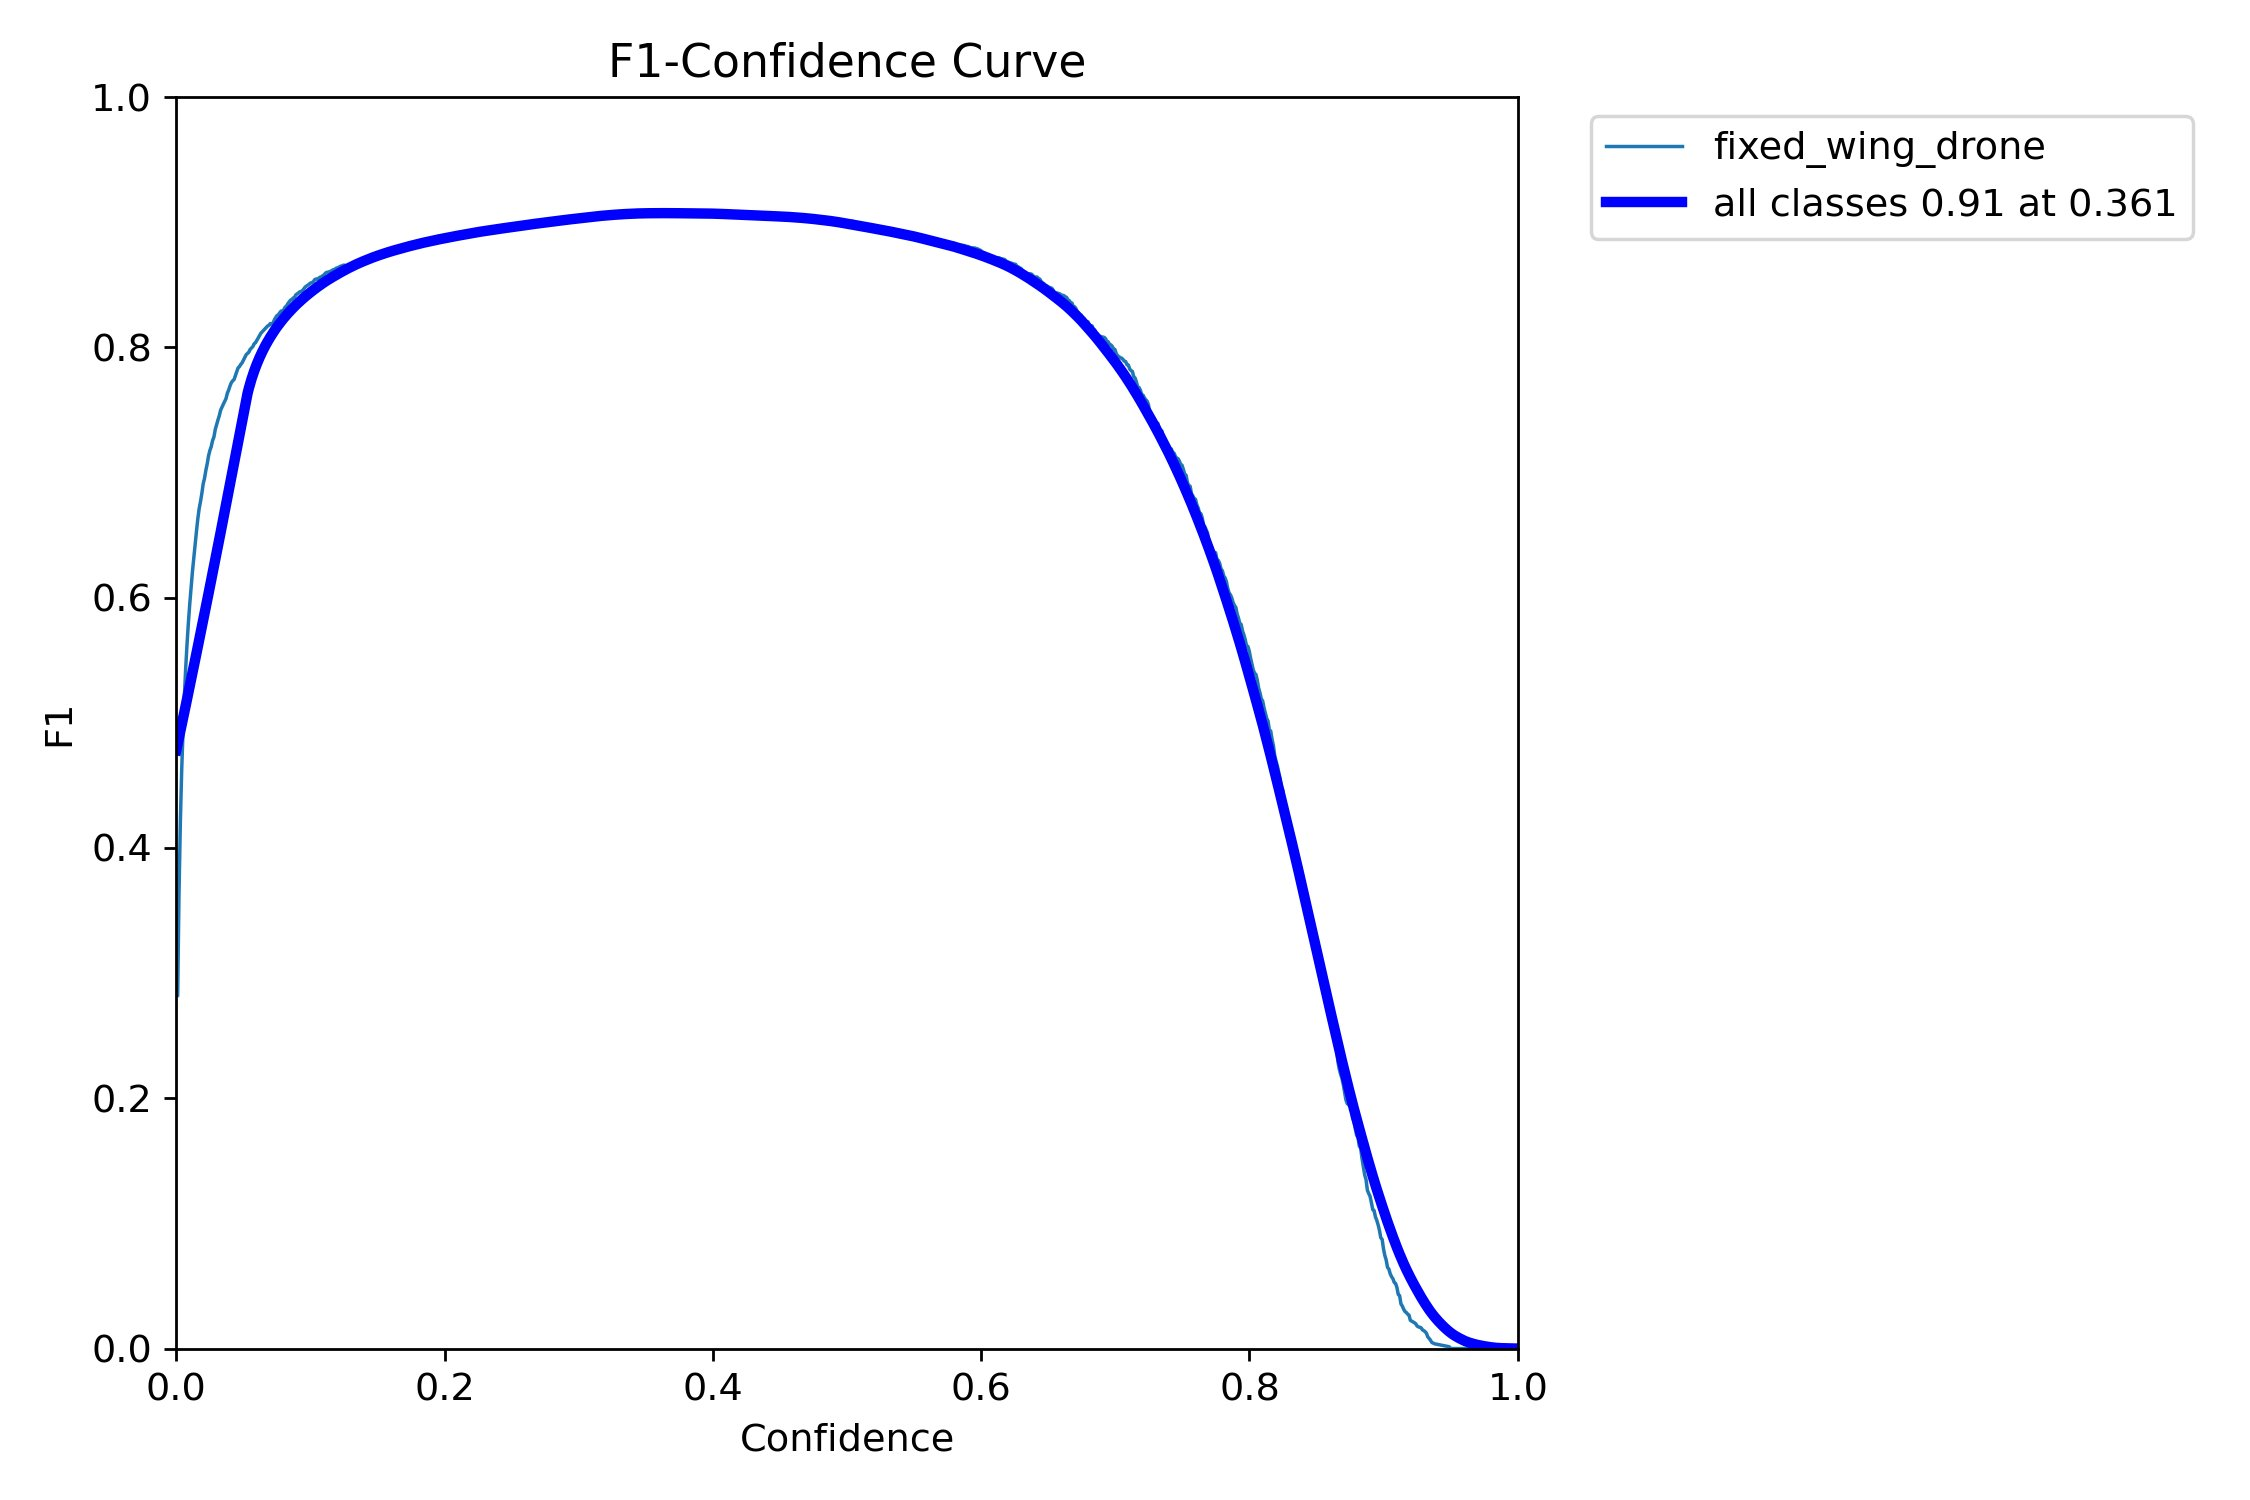 F1-Confidence Curve
1.0
0.8
0.6
0.4
0.2
0.0
F1
0.0 0.2 0.4 0.6 0.8 1.0
Confidence
fixed_wing_drone
all classes 0.91 at 0.361